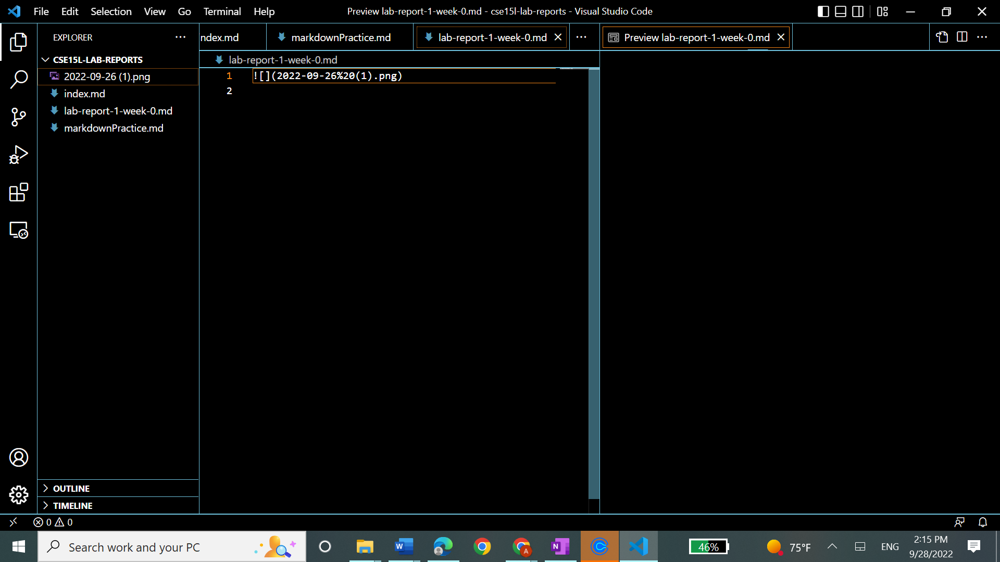 File Edit Selection View Go Terminal Help
Preview lab-report-1-week-0.md - cse15l-lab-reports - Visual Studio Code
EXPLORER
ndex.md
markdownPractice.md
lab-report-1-week-0.md
Preview lab-report-1-week-0.md
CSE15L-LAB-REPORTS
2022-09-26 (1).png
index.md
lab-report-1-week-0.md
markdownPractice.md
lab-report-1-week-0.md
1 ![](2022-09-26%20(1).png)
2
OUTLINE
TIMELINE
0 0
Search work and your PC
W
A
N
46%
75°F
ENG
2:15 PM
9/28/2022